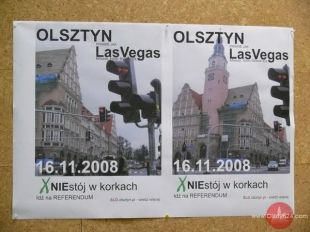 OLSZTYN
LasVegas
16.11.2008
X NIEstój w korkach
idź na REFERENDUM
OLSZTYN
LasVegas
16.11.2008
X NIEstój w korkach
idź na REFERENDUM